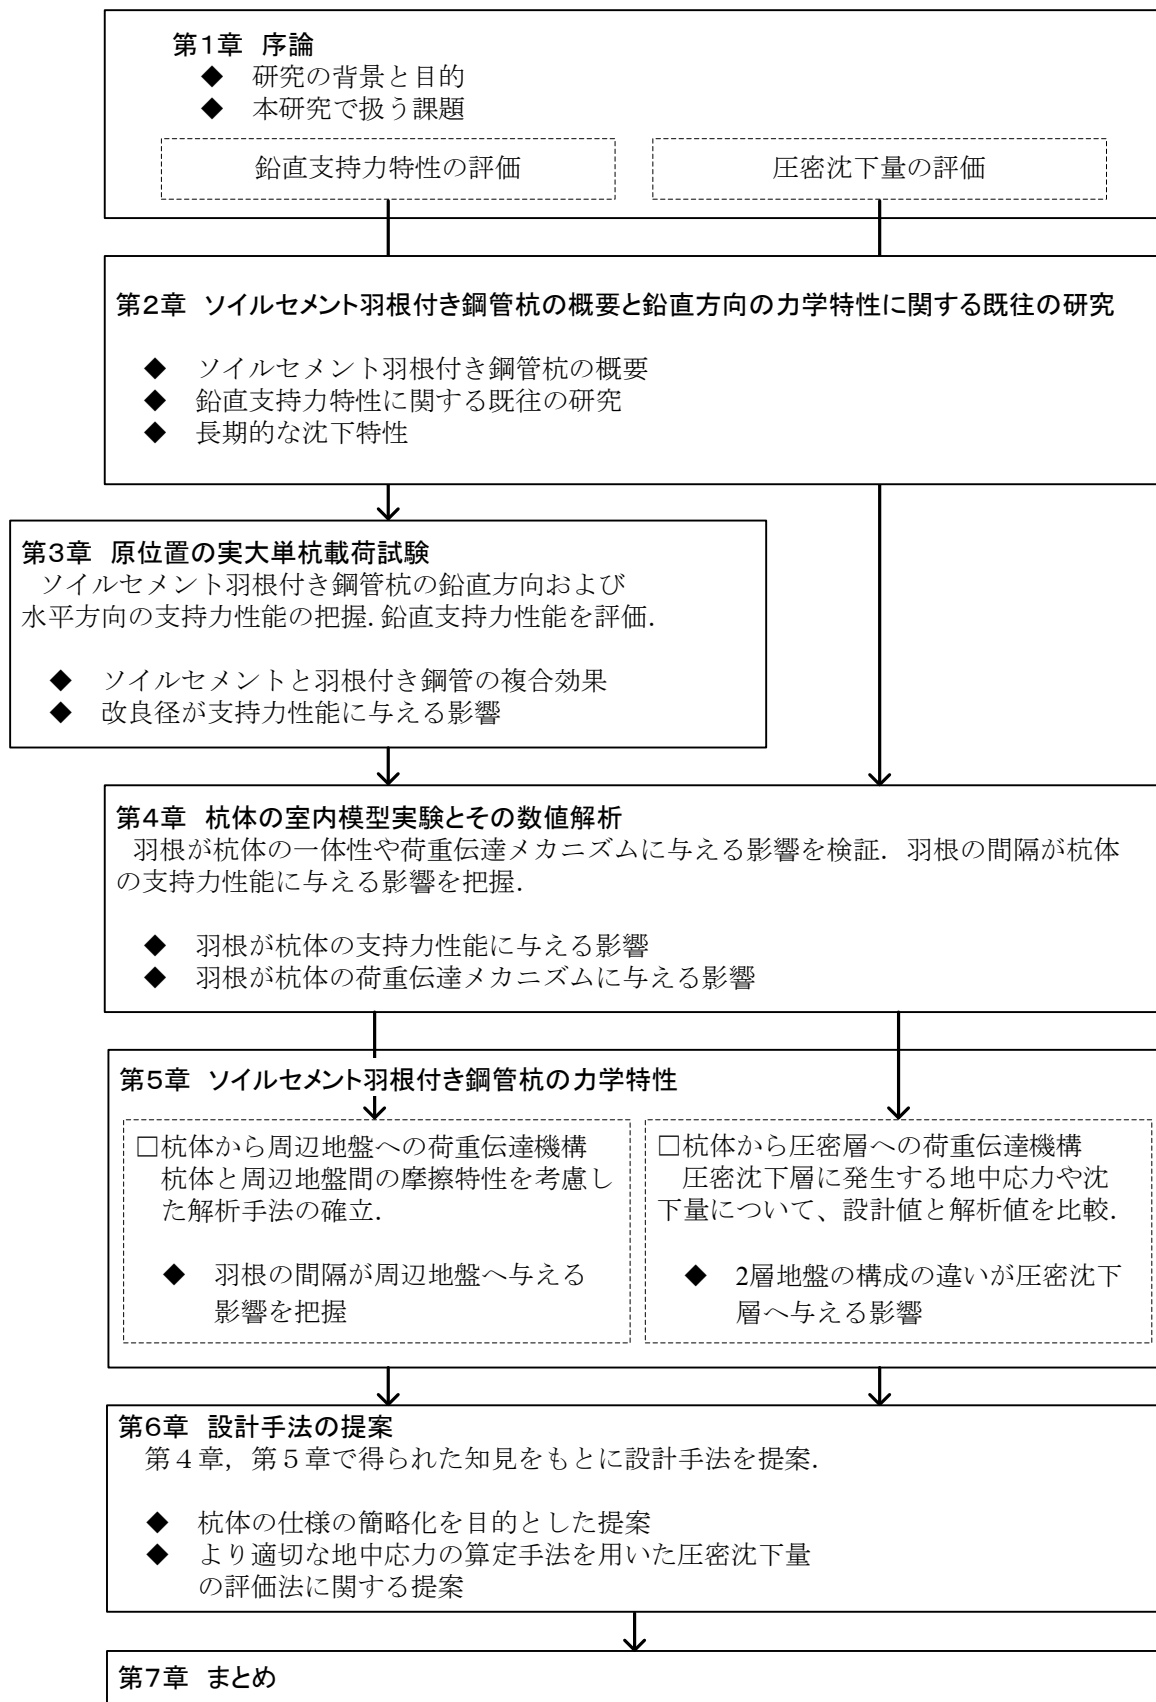 第1章 序論
◆ 研究の背景と目的
◆ 本研究で扱う課題
鉛直支持力特性の評価
圧密沈下量の評価
第2章 ソイルセメント羽根付き鋼管杭の概要と鉛直方向の力学特性に関する既往の研究
◆ ソイルセメント羽根付き鋼管杭の概要
◆ 鉛直支持力特性に関する既往の研究
◆ 長期的な沈下特性
第3章 原位置の実大単杭載荷試験
ソイルセメント羽根付き鋼管杭の鉛直方向および
水平方向の支持力性能の把握.鉛直支持力性能を評価.
◆ ソイルセメントと羽根付き鋼管の複合効果
◆ 改良径が支持力性能に与える影響
第4章 杭体の室内模型実験とその数値解析
羽根が杭体の一体性や荷重伝達メカニズムに与える影響を検証. 羽根の間隔が杭体
の支持力性能に与える影響を把握.
◆ 羽根が杭体の支持力性能に与える影響
◆ 羽根が杭体の荷重伝達メカニズムに与える影響
第5章 ソイルセメント羽根付き鋼管杭の力学特性
□杭体から周辺地盤への荷重伝達機構
杭体と周辺地盤間の摩擦特性を考慮し
た解析手法の確立.
◆ 羽根の間隔が周辺地盤へ与える
影響を把握
□杭体から圧密層への荷重伝達機構
圧密沈下層に発生する地中応力や沈
下量について、設計値と解析値を比較.
◆ 2層地盤の構成の違いが圧密沈下
層へ与える影響
第6章 設計手法の提案
第４章，第５章で得られた知見をもとに設計手法を提案.
◆ 杭体の仕様の簡略化を目的とした提案
◆ より適切な地中応力の算定手法を用いた圧密沈下量
の評価法に関する提案
第7章 まとめ